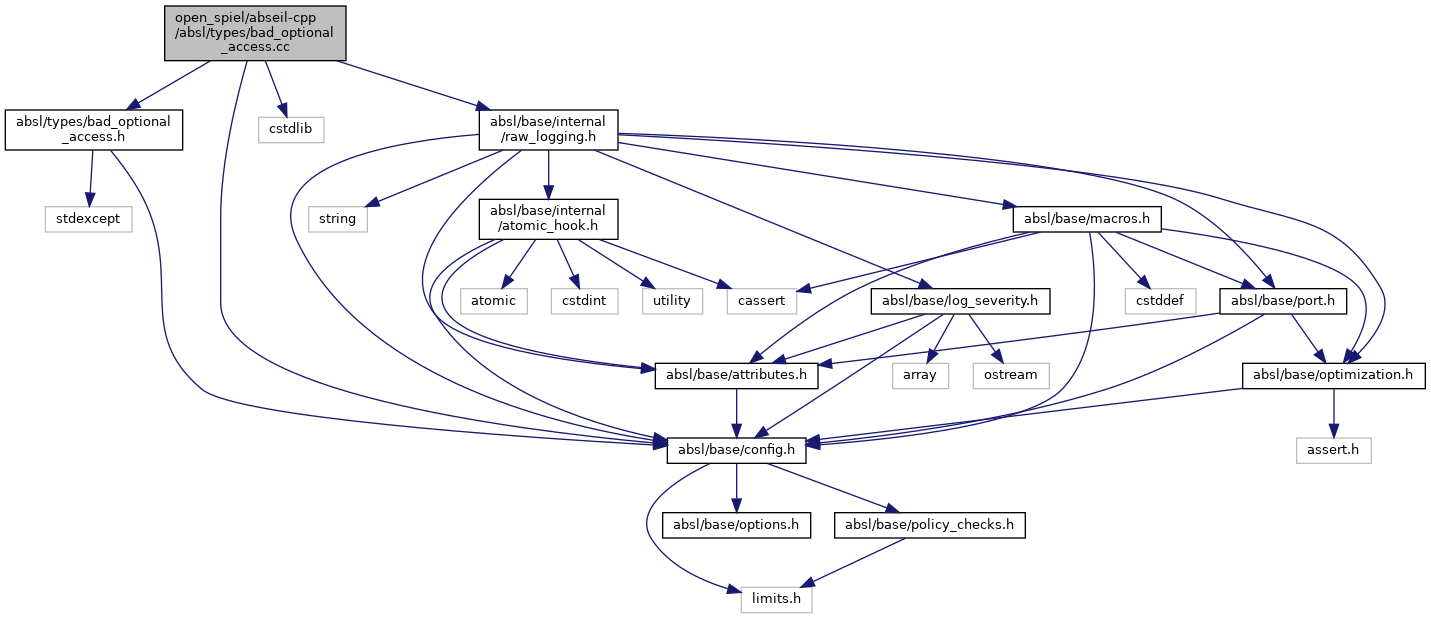 open_spiel/abseil-cpp
/absl/types/bad_optional
_access.cc
absl/types/bad_optional
_access.h
cstdlib
absl/base/internal
/raw_logging.h
stdexcept
string
absl/base/internal
/atomic_hook.h
absl/base/macros.h
atomic
cstdint
utility
cassert
absl/base/log_severity.h
cstddef
absl/base/port.h
absl/base/attributes.h
array
ostream
absl/base/optimization.h
absl/base/config.h
assert.h
absl/base/options.h
absl/base/policy_checks.h
limits.h